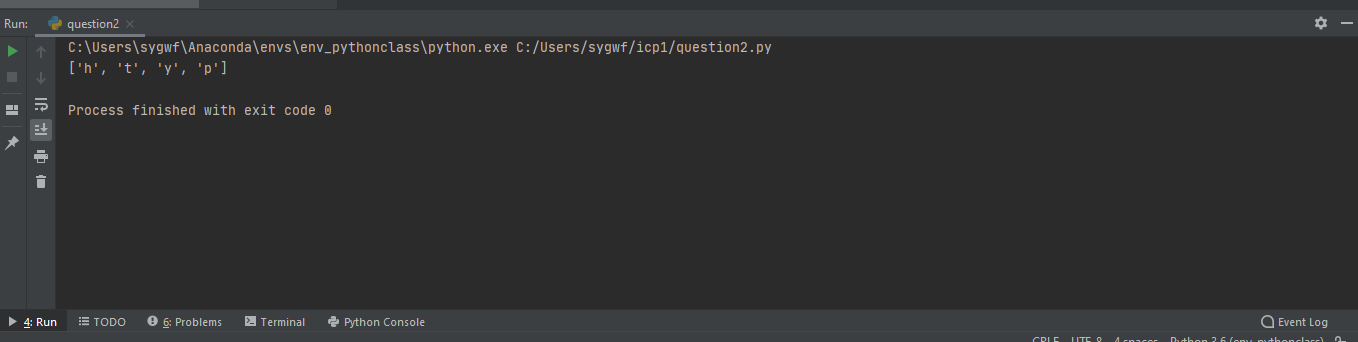 Run: question2
C:\Users\sygwf\Anaconda\envs\env_pythonclass\python.exe C:/Users/sygwf/icp1/question2.py
['h', 't', 'y', 'p']
Process finished with exit code 0
4: Run TODO 6: Problems Terminal Python Console Event Log
CRLF UTF-8 4 spaces Python 3.6 (env_pythonclass)